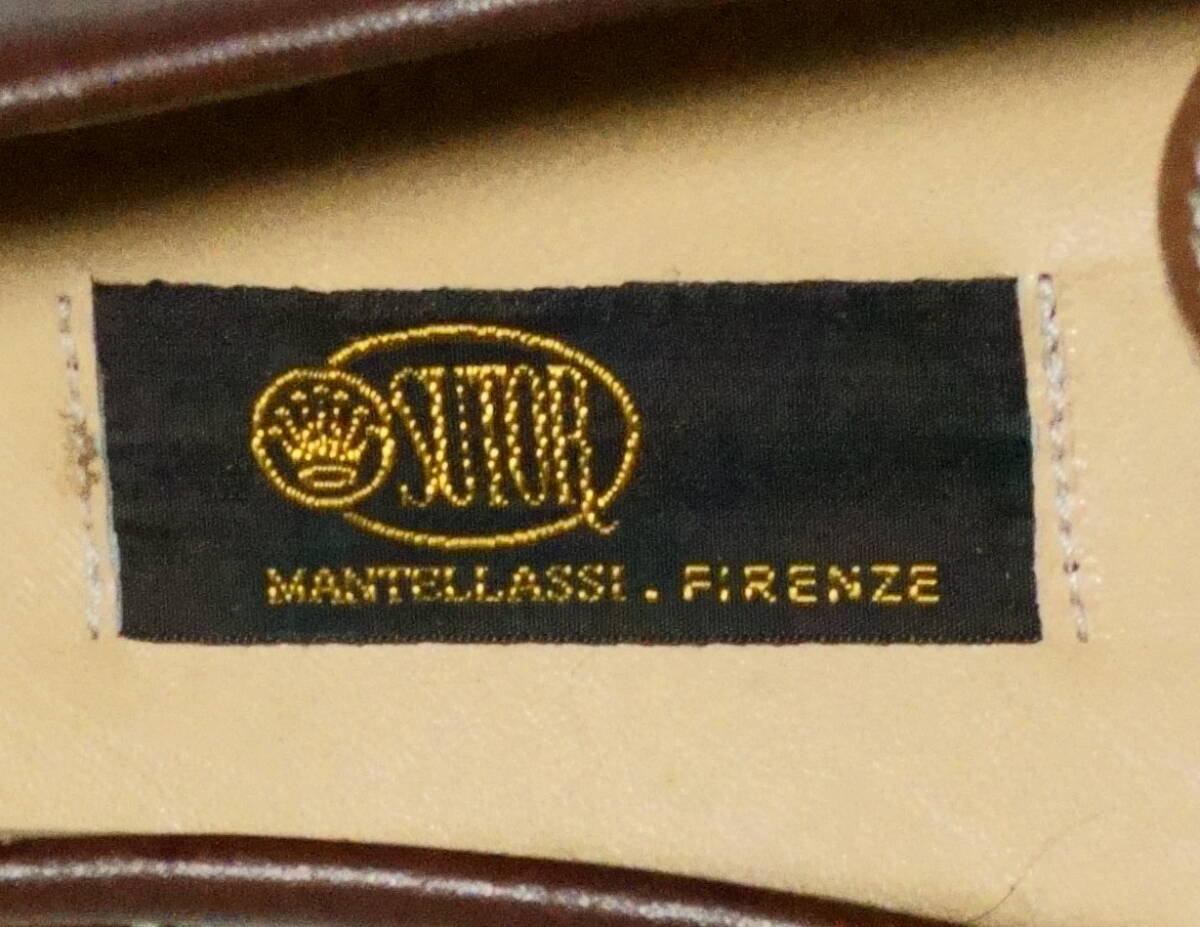 SUTOR
MANTELLASSI . FIRENZE